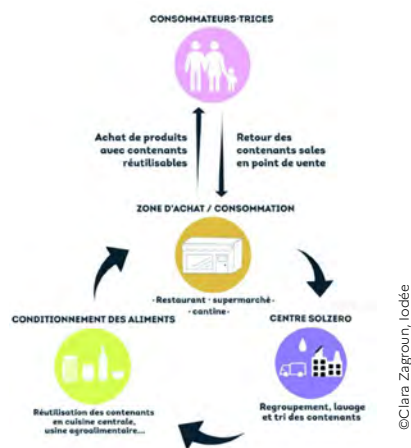 CONSOMMATEURS·TRICES
Achat de produits
avec contenants
réutilisables
Retour des
contenants sales
en point de vente
ZONE D'ACHAT / CONSOMMATION
-Restaurant · supermarché-
-cantine-
CONDITIONNEMENT DES ALIMENTS
Réutilisation des contenants
en cuisine centrale,
usine agroalimentaire...
CENTRE SOLZERO
Regroupement, lavage
et tri des contenants
©Clara Zagroun, Iodée